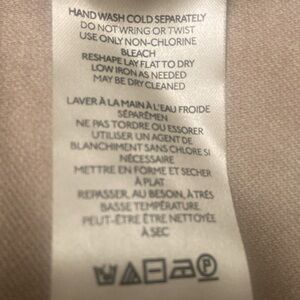 HAND WASH COLD SEPARATELY
DO NOT WRING OR TWIST
USE ONLY NON-CHLORINE
BLEACH
RESHAPE LAY FLAT TO DRY
LOW IRON AS NEEDED
MAY BE DRY CLEANED
LAVER À LA MAIN À L'EAU FROIDE
SÉPARÉMEN
NE PAS TORDRE OU ESSORER
UTILISER UN AGENT DE
BLANCHIMENT SANS CHLORE SI
NÉCESSAIRE
METTRE EN FORME ET SECHER
À PLAT
REPASSER, AU BESOIN, À TRÈS
BASSE TEMPÉRATURE
PEUT-ÊTRE ÊTRE NETTOYÉE
À SEC
P